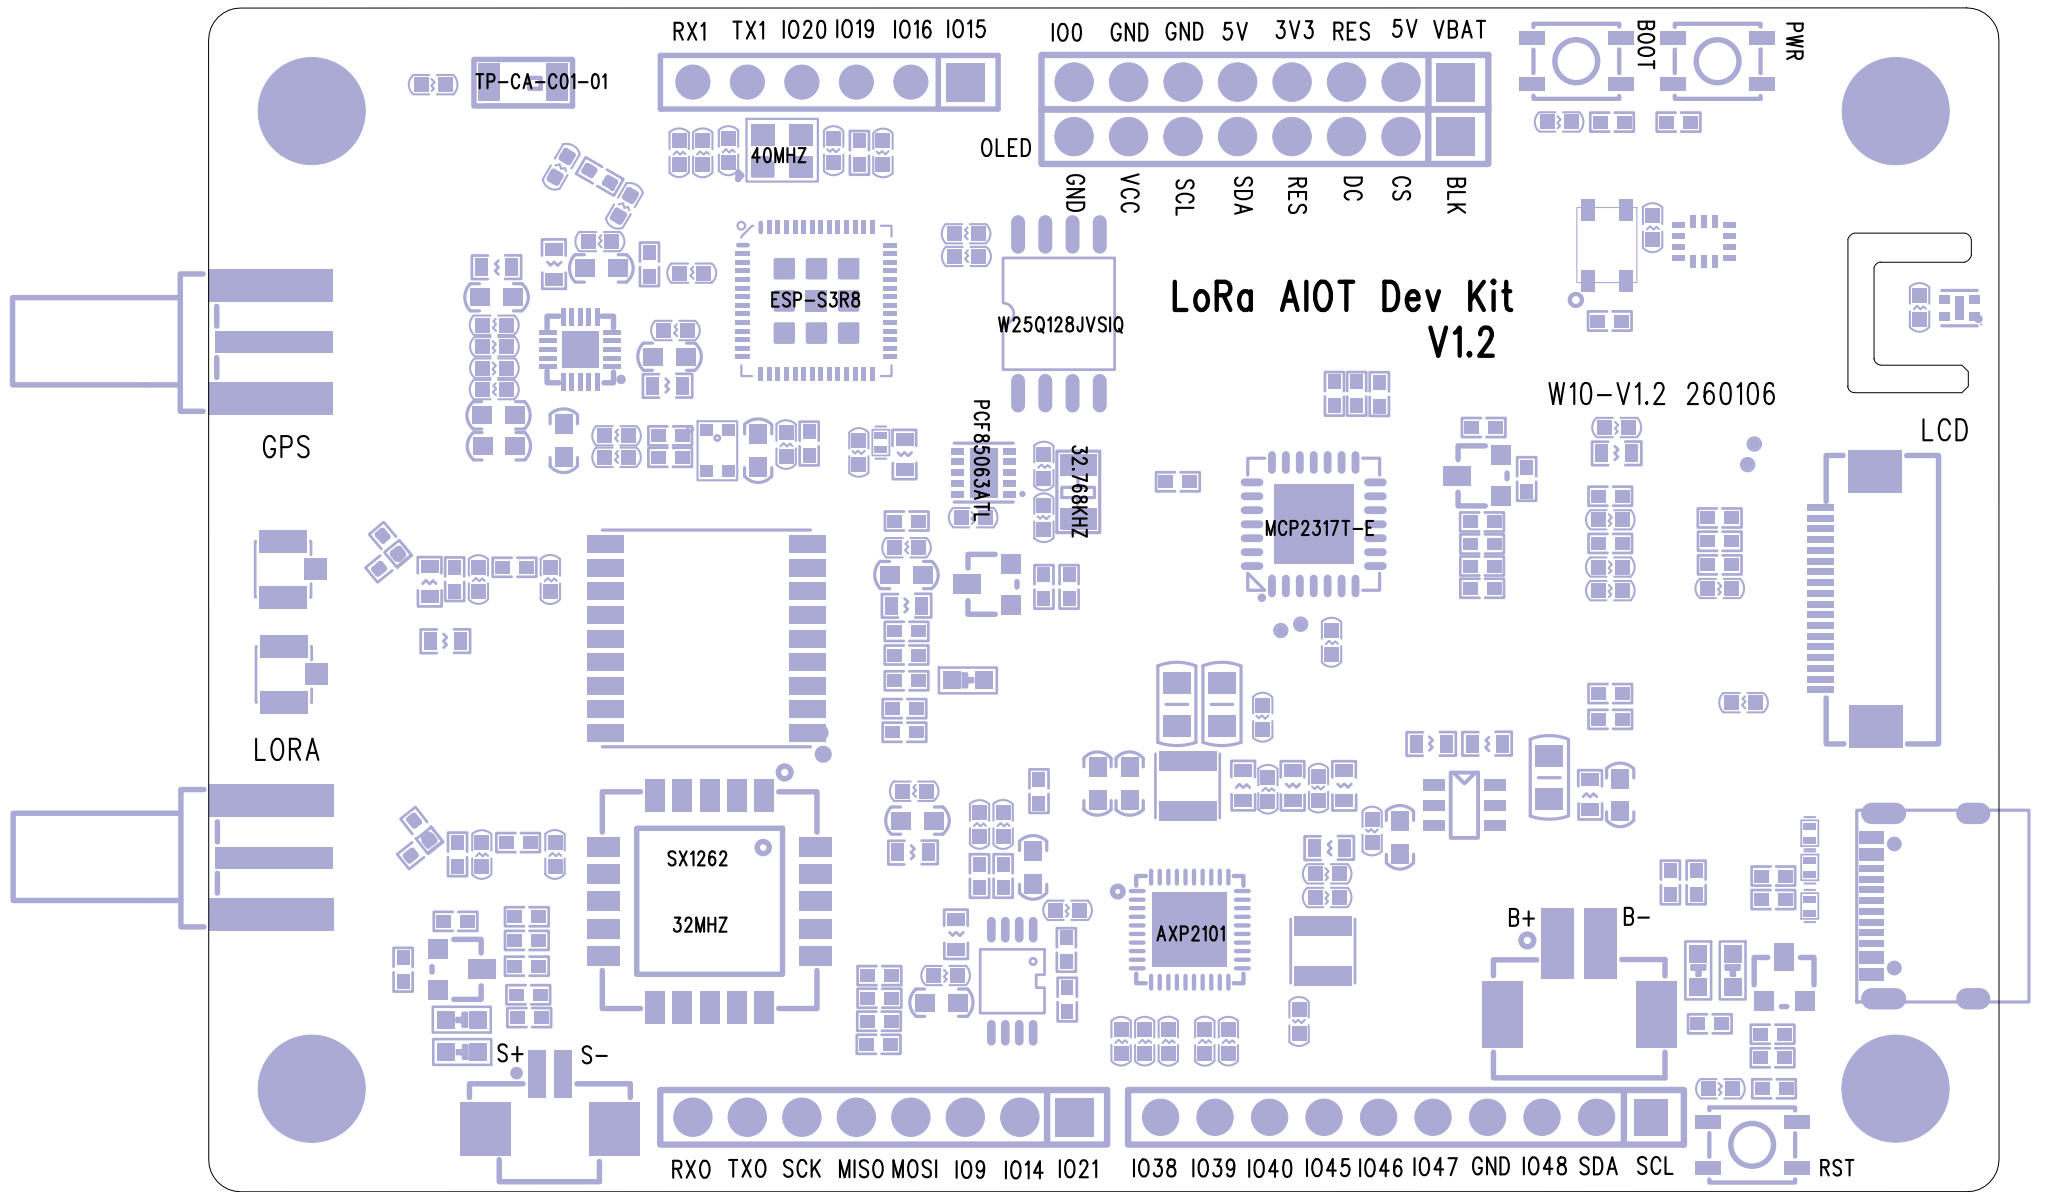 RX1 TX1 IO20 IO19 IO16 IO15
IO0 GND GND 5V 3V3 RES 5V VBAT
BOOT
PWR
TP-CA-C01-01
40MHZ
OLED
GND VCC SCL SDA RES DC CS BLK
ESP-S3R8
W25Q128JVSIQ
LoRa AIOT Dev Kit
V1.2
W10-V1.2 260106
LCD
GPS
PCF85063ATL
32.768KHZ
MCP2317T-E
LORA
SX1262
32MHZ
AXP2101
B+ B-
S+ S-
RXO TXO SCK MISO MOSI IO9 IO14 IO21
IO38 IO39 IO40 IO45 IO46 IO47 GND IO48 SDA SCL
RST